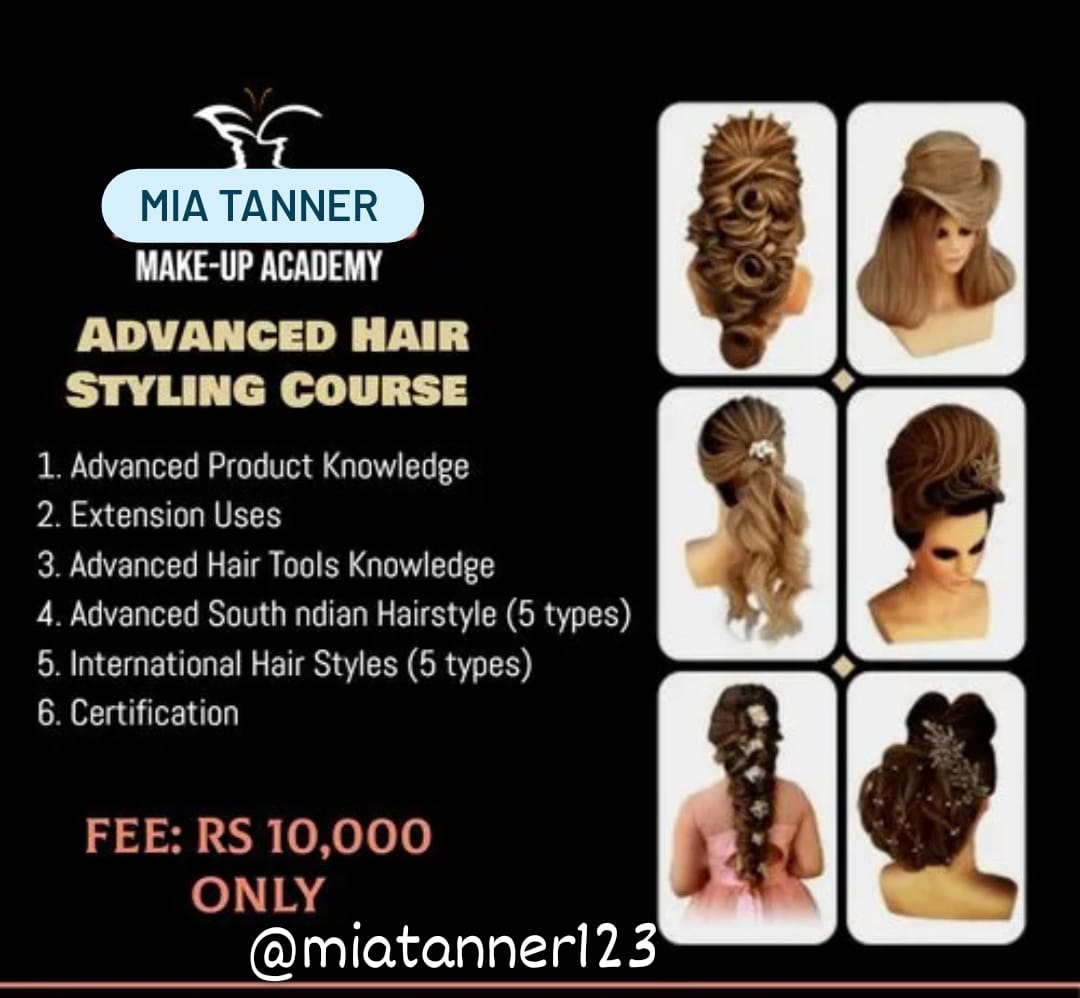 MIA TANNER
MAKE-UP ACADEMY
ADVANCED HAIR
STYLING COURSE
1. Advanced Product Knowledge
2. Extension Uses
3. Advanced Hair Tools Knowledge
4. Advanced South ndian Hairstyle (5 types)
5. International Hair Styles (5 types)
6. Certification
FEE: RS 10,000
ONLY
@miatanner123